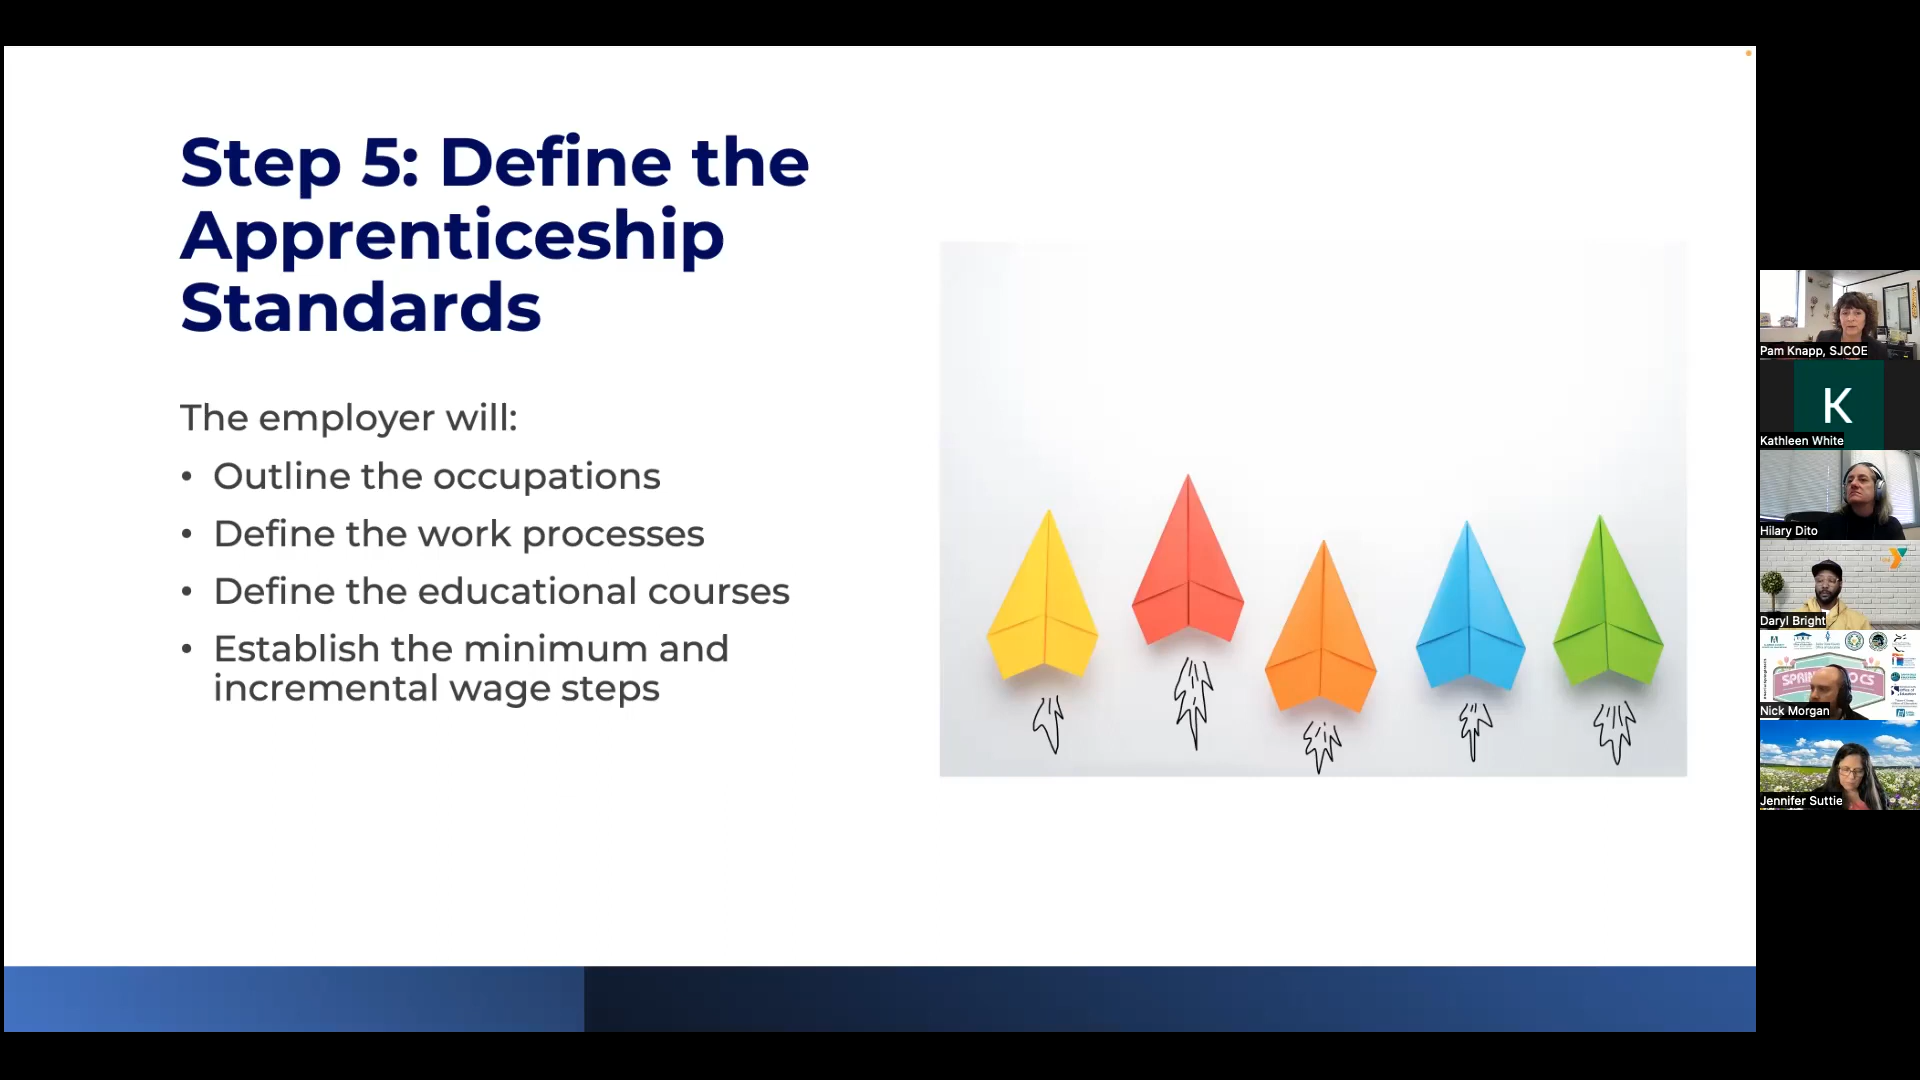 Step 5: Define the
Apprenticeship
Standards
The employer will:
• Outline the occupations
• Define the work processes
• Define the educational courses
• Establish the minimum and
incremental wage steps
Pam Knapp, SJCOE
K
Kathleen White
Hilary Dito
Daryl Bright
Nick Morgan
Jennifer Suttie